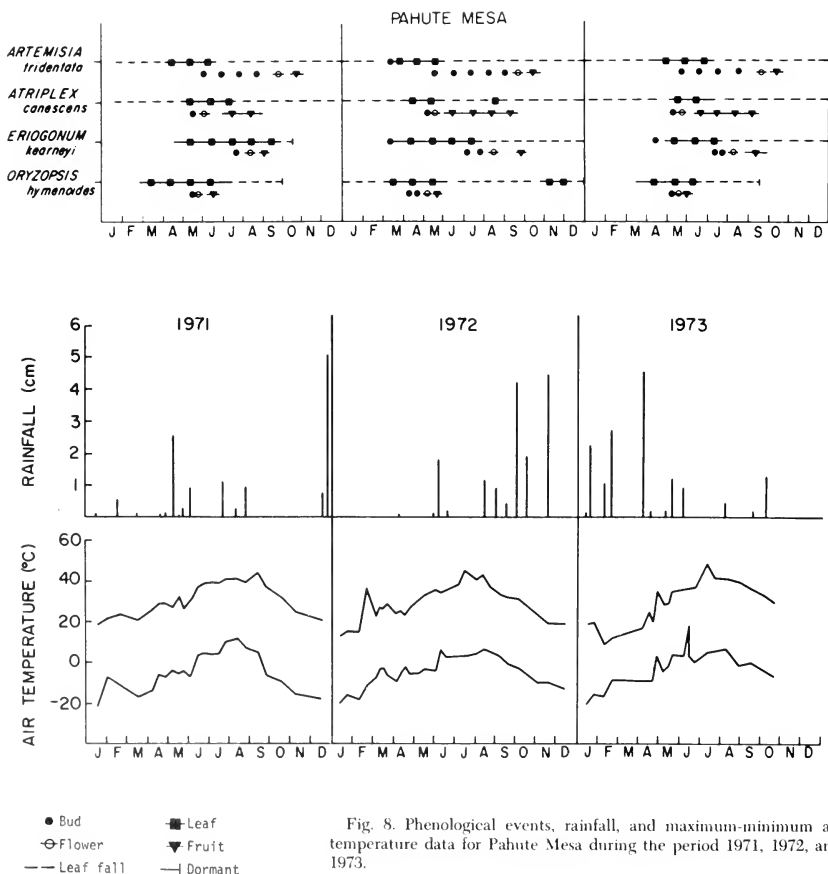 PAHUTE MESA
ARTEMISIA
tridentata
ATRIPLEX
canescens
ERIOGONUM
kearneyi
ORYZOPSIS
hymenoides
J F M A M J J A S O N D J F M A M J J A S O N D J F M A M J J A S O N D
1971 1972 1973
RAINFALL (cm)
6
5
4
3
2
1
AIR TEMPERATURE (°C)
60
40
20
0
-20
J F M A M J J A S O N D J F M A M J J A S O N D J F M A M J J A S O N D
Bud
Leaf
Flower
Fruit
Leaf fall
Dormant
Fig. 8. Phenological events, rainfall, and maximum-minimum a
temperature data for Pahute Mesa during the period 1971, 1972, an
1973.